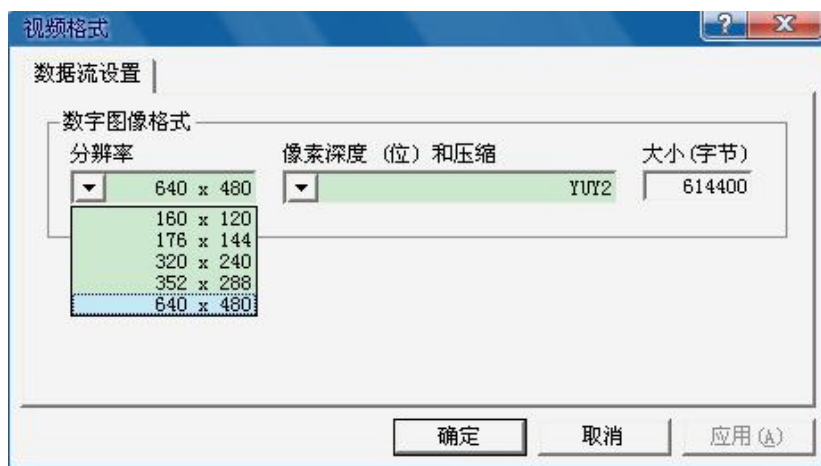 视频格式
数据流设置
数字图像格式
分辨率 像素深度 (位) 和压缩 大小(字节)
640 x 480 YUY2 614400
160 x 120
176 x 144
320 x 240
352 x 288
640 x 480
确定 取消 应用(A)